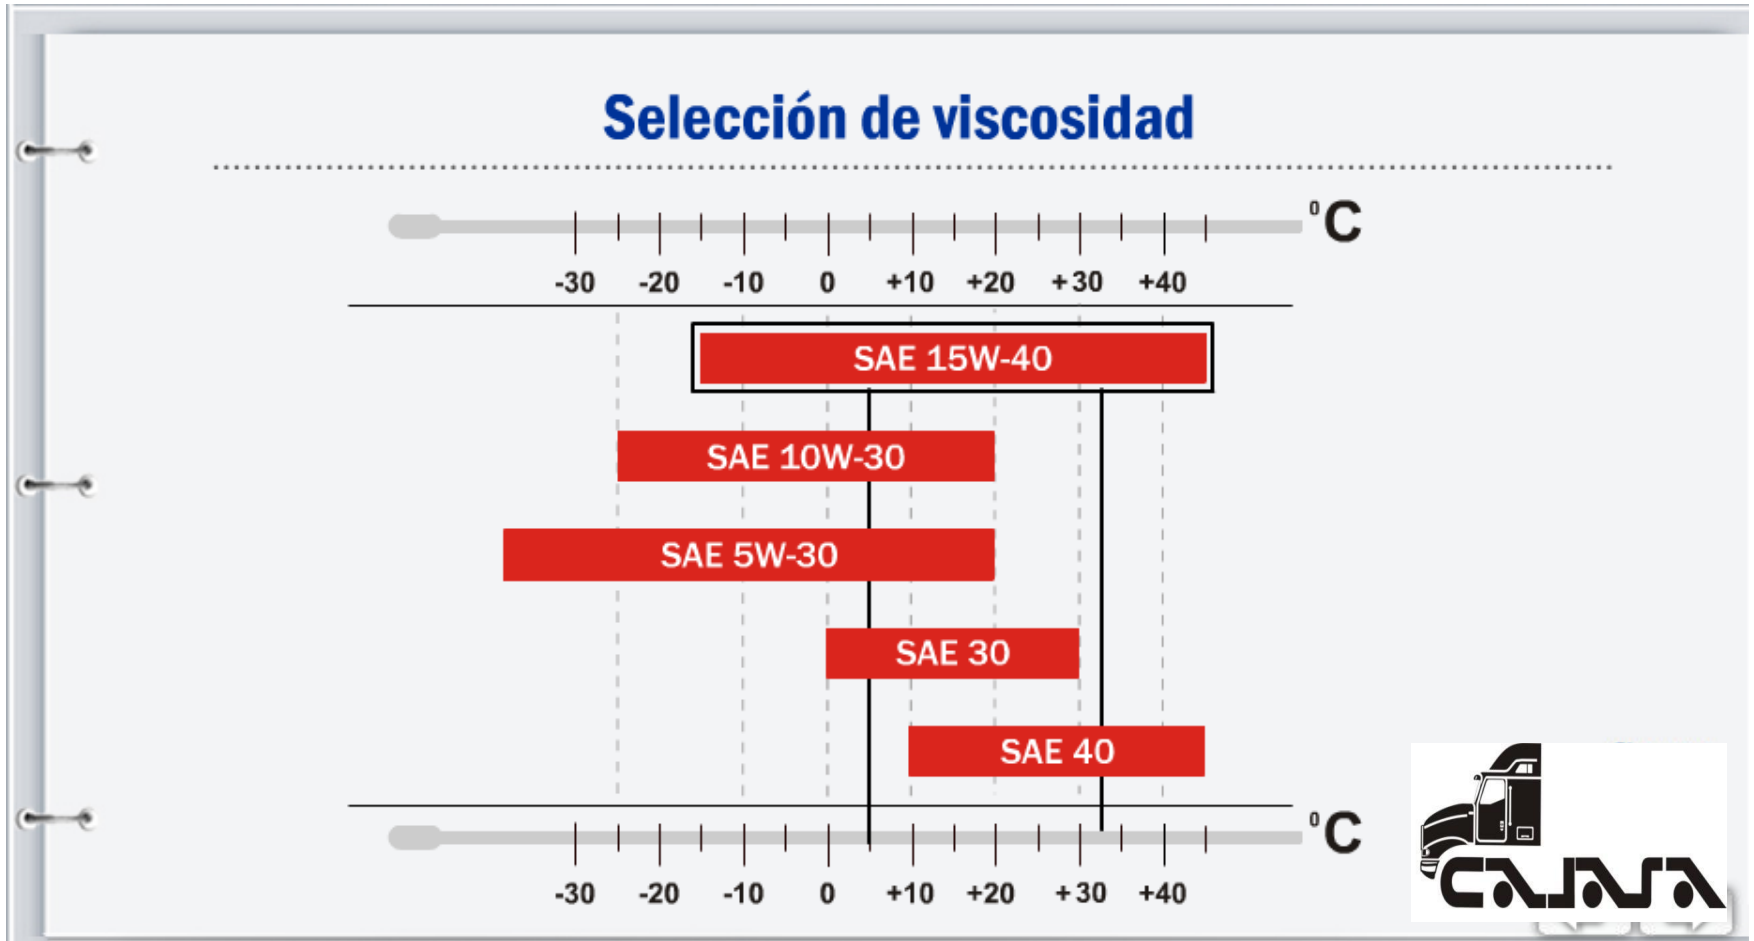 Selección de viscosidad
°C
-30 -20 -10 0 +10 +20 +30 +40
SAE 15W-40
SAE 10W-30
SAE 5W-30
SAE 30
SAE 40
°C
-30 -20 -10 0 +10 +20 +30 +40
CAJASA